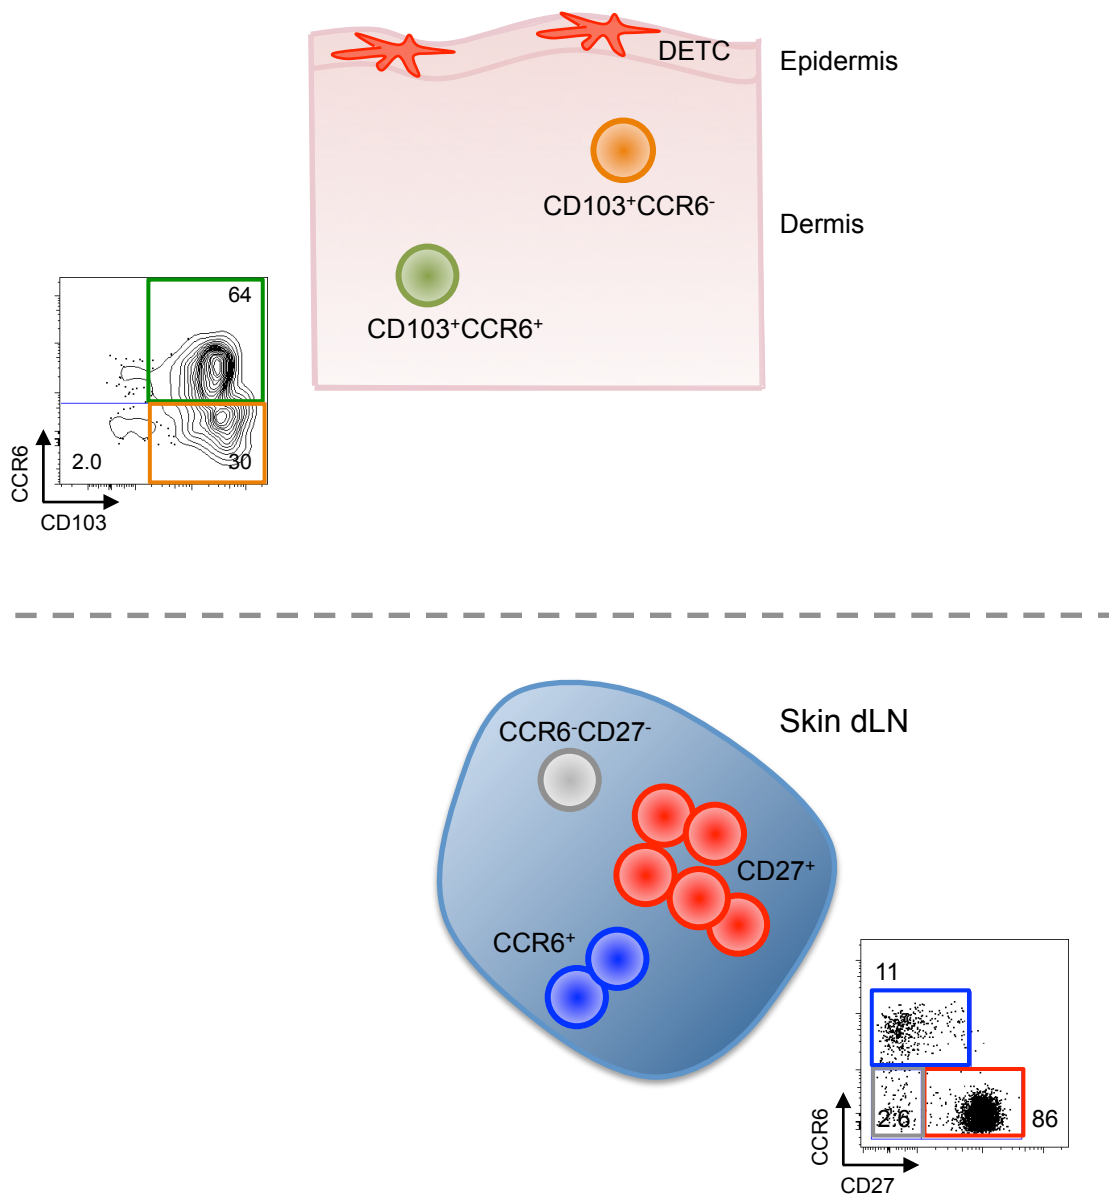 DETC
Epidermis
CD103⁺CCR6⁻
Dermis
CD103⁺CCR6⁺
64
2.0
30
CCR6
CD103
Skin dLN
CCR6⁻CD27⁻
CD27⁺
CCR6⁺
11
2.6
86
CCR6
CD27